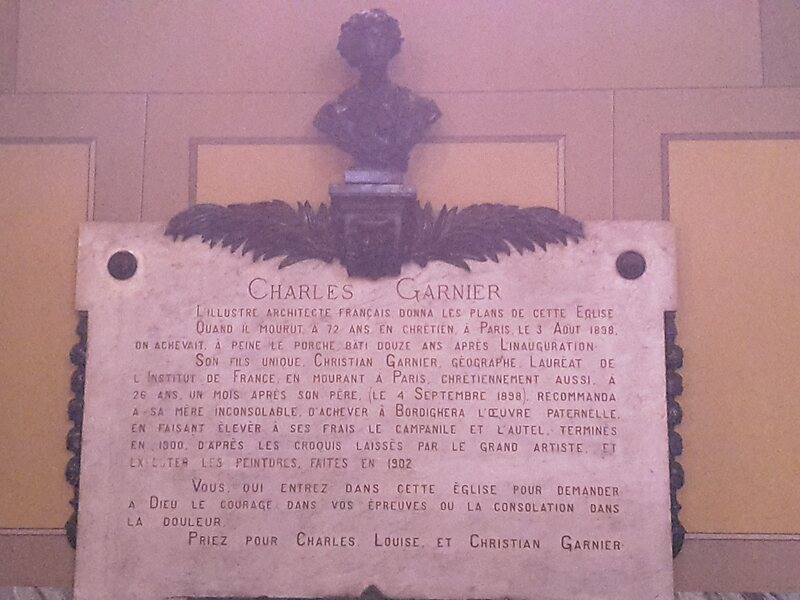 CHARLES GARNIER
L'ILLUSTRE ARCHITECTE FRANCAIS DONNA LES PLANS DE CETTE EGLISE
QUAND IL MOURUT, À 72 ANS, EN CHRÉTIEN, À PARIS, LE 3 AOUT 1898,
ON ACHEVAIT, À PEINE LE PORCHE, BÂTI DOUZE ANS APRÈS L'INAUGURATION.
SON FILS UNIQUE, CHRISTIAN GARNIER, GÉOGRAPHE, LAURÉAT DE
L'INSTITUT DE FRANCE, EN MOURANT À PARIS, CHRÉTIENNEMENT AUSSI, À
26 ANS, UN MOIS APRÈS SON PÈRE, (LE 4 SEPTEMBRE 1898), RECOMMANDA
A SA MÈRE INCONSOLABLE, D'ACHEVER À BORDIGHERA L'ŒUVRE PATERNELLE,
EN FAISANT ÉLEVER À SES FRAIS LE CAMPANILE ET L'AUTEL, TERMINÉS
EN 1900, D'APRÈS LES CROQUIS LAISSÉS PAR LE GRAND ARTISTE, ET
EXÉCUTER LES PEINTURES, FAITES EN 1902
VOUS, QUI ENTREZ DANS CETTE ÉGLISE POUR DEMANDER
A DIEU LE COURAGE DANS VOS ÉPREUVES OU LA CONSOLATION DANS
LA DOULEUR,
PRIEZ POUR CHARLES, LOUISE, ET CHRISTIAN GARNIER.